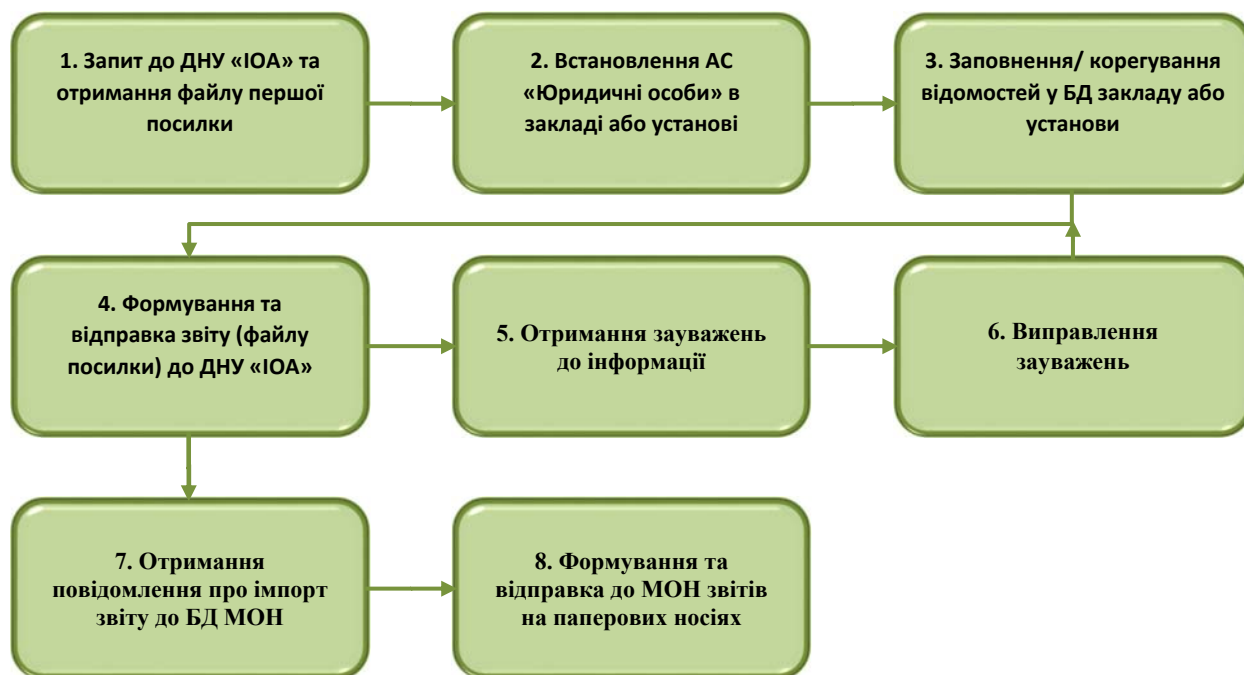 1. Запит до ДНУ «ІОА» та
отримання файлу першої
посилки
2. Встановлення АС
«Юридичні особи» в
закладі або установі
3. Заповнення/ корегування
відомостей у БД закладу або
установи
4. Формування та
відправка звіту (файлу
посилки) до ДНУ «ІОА»
5. Отримання зауважень
до інформації
6. Виправлення
зауважень
7. Отримання
повідомлення про імпорт
звіту до БД МОН
8. Формування та
відправка до МОН звітів
на паперових носіях